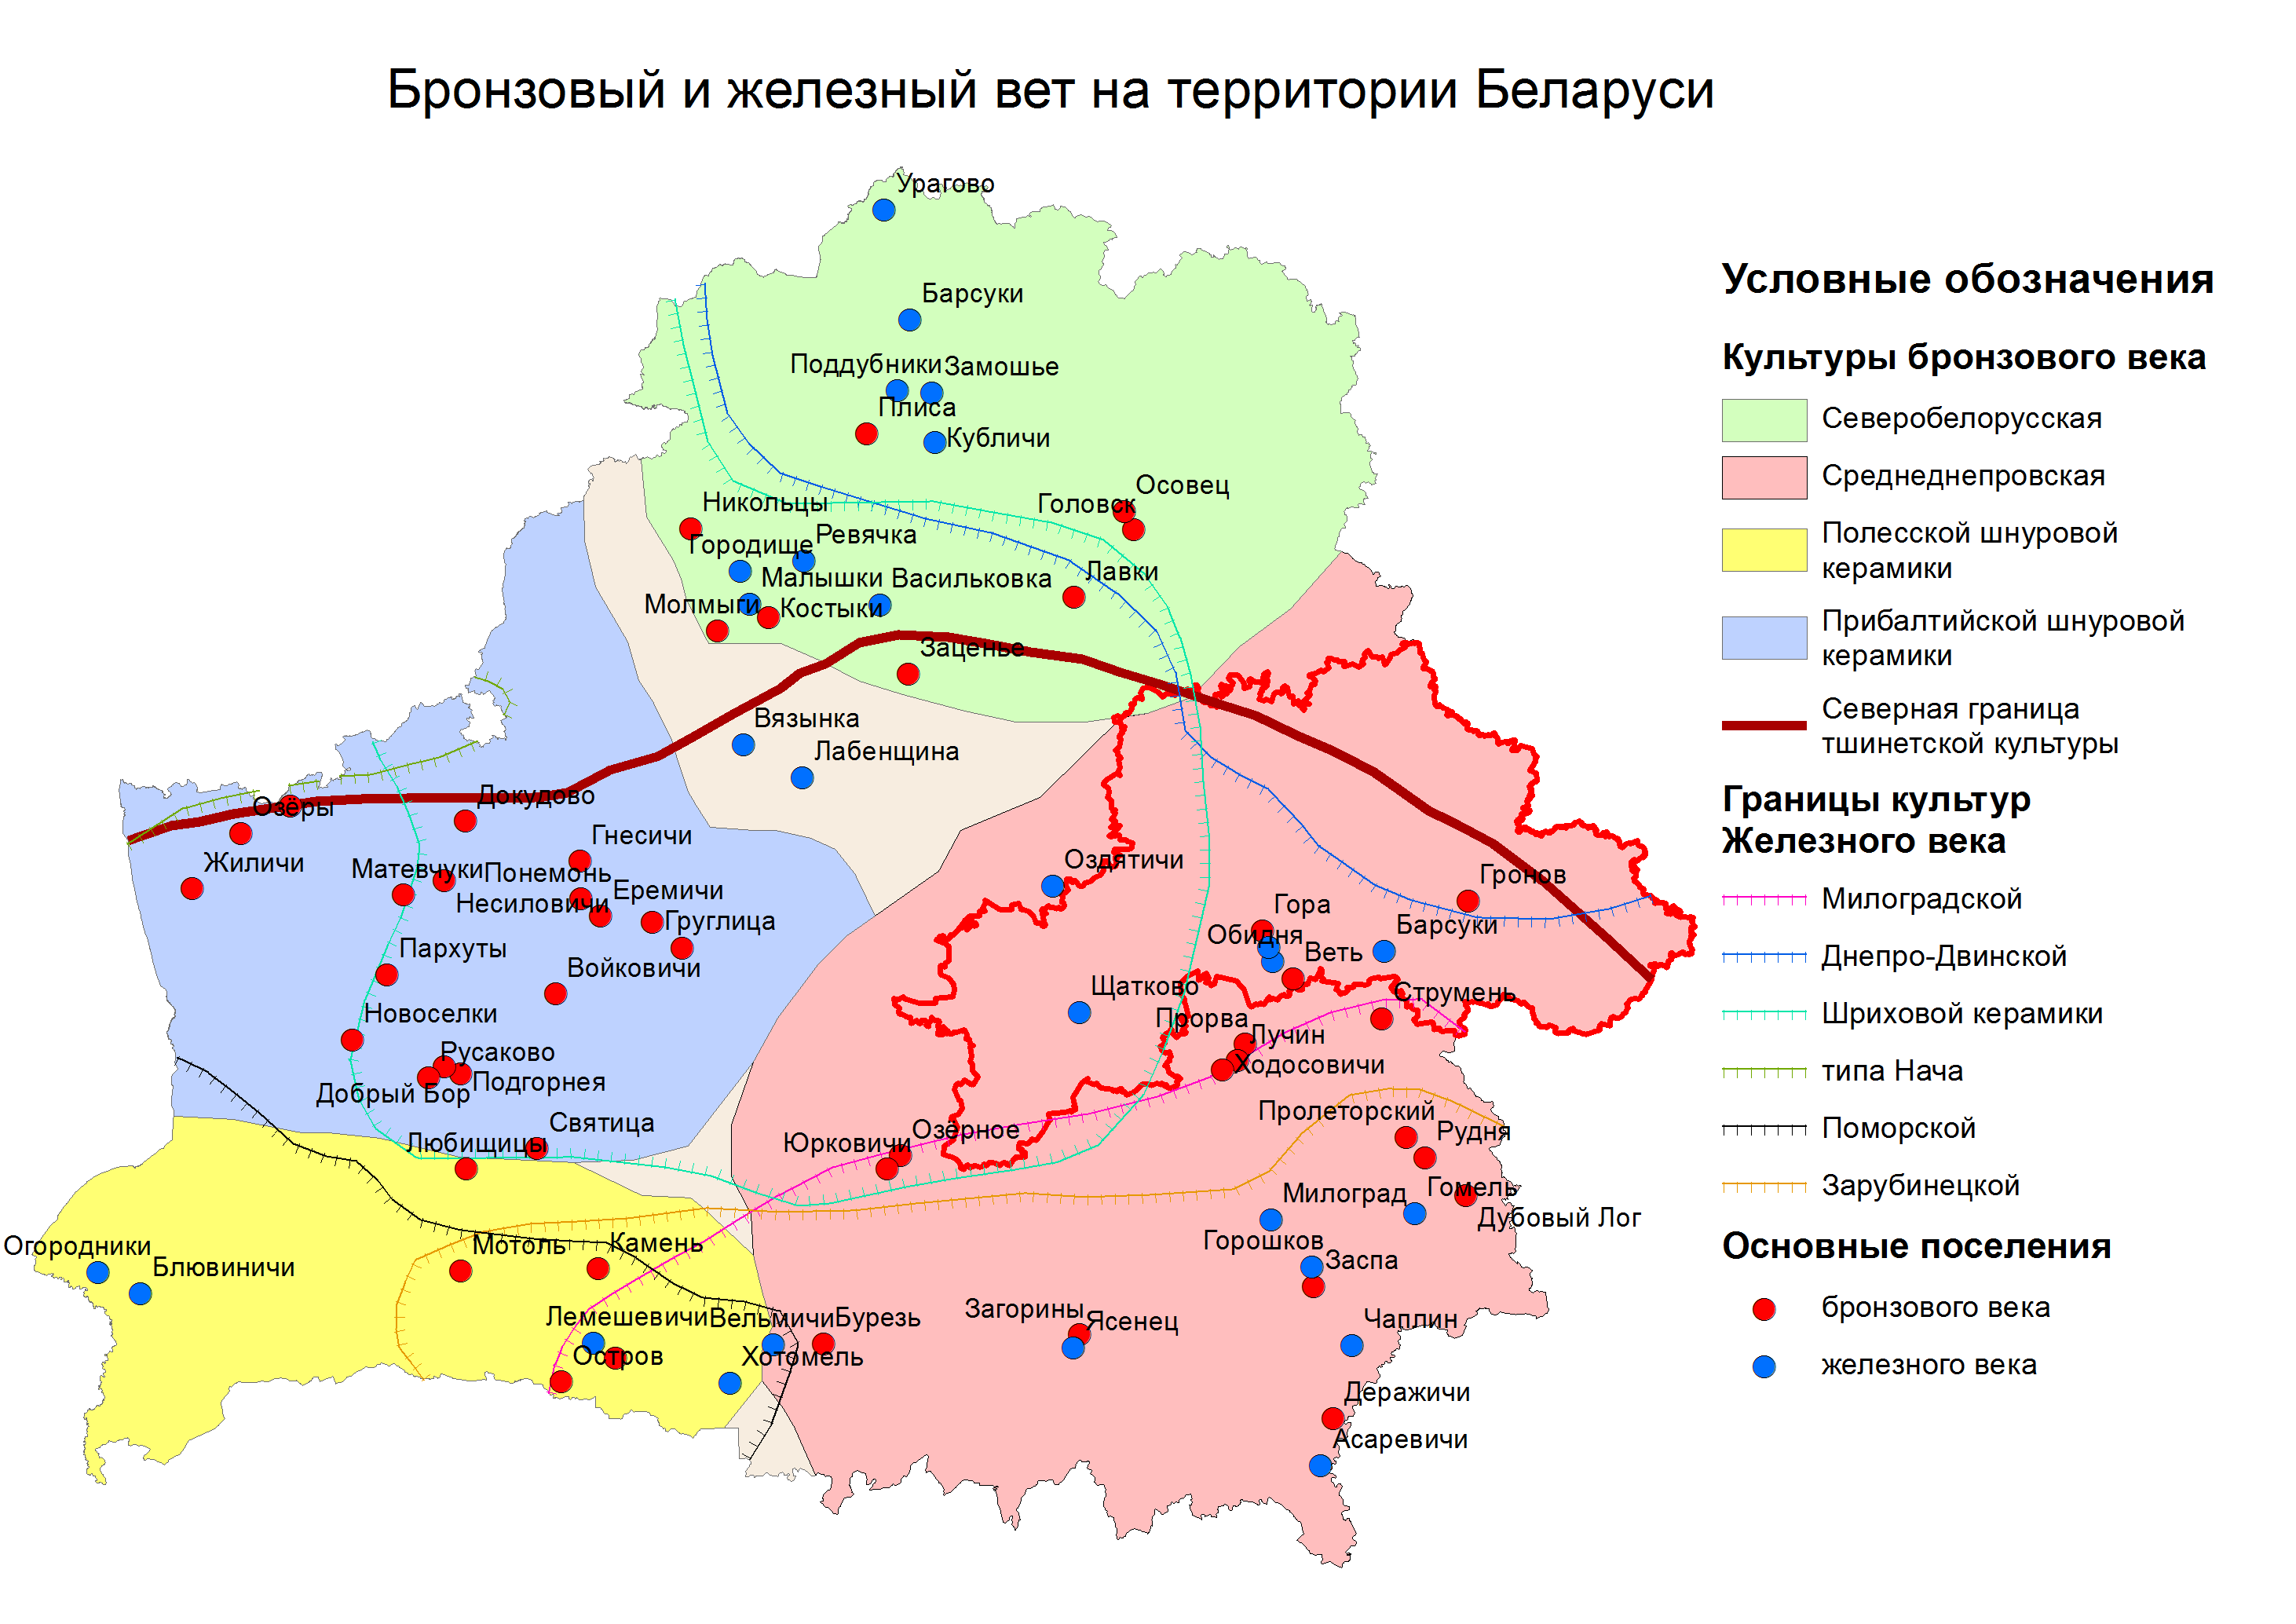 Бронзовый и железный вет на территории Беларуси
Урагово
Барсуки
Поддубники
Замошье
Плиса
Кубличи
Осовец
Головск
Никольцы
Ревячка
Городище
Малышки
Васильковка
Лавки
Молмыги
Костыки
Заценье
Вязынка
Лабенщина
Озёры
Докудово
Жиличи
Гнесичи
Матевчуки
Понемонь
Еремичи
Несиловичи
Груглица
Пархуты
Войковичи
Новоселки
Русаково
Подгорнея
Добрый Бор
Святица
Любищицы
Оздятичи
Гора
Гронов
Обидня
Веть
Барсуки
Щатково
Струмень
Прорва
Лучин
Ходосовичи
Юрковичи
Озёрное
Пролеторский
Рудня
Милоград
Гомель
Дубовый Лог
Горошков
Заспа
Огородники
Блювиничи
Мотоль
Камень
Лемешевичи
Вельмичи
Бурезь
Остров
Хотомель
Загорины
Ясенец
Чаплин
Деражичи
Асаревичи
Условные обозначения
Культуры бронзового века
Северобелорусская
Среднеднепровская
Полесской шнуровой
керамики
Прибалтийской шнуровой
керамики
Северная граница
тшинетской культуры
Границы культур
Железного века
Милоградской
Днепро-Двинской
Шриховой керамики
типа Нача
Поморской
Зарубинецкой
Основные поселения
бронзового века
железного века